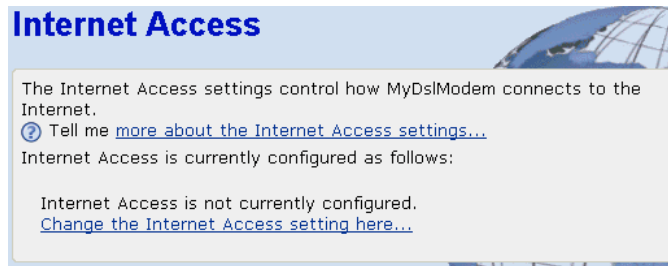 Internet Access
The Internet Access settings control how MyDslModem connects to the
Internet.
Tell me more about the Internet Access settings...
Internet Access is currently configured as follows:
Internet Access is not currently configured.
Change the Internet Access setting here...